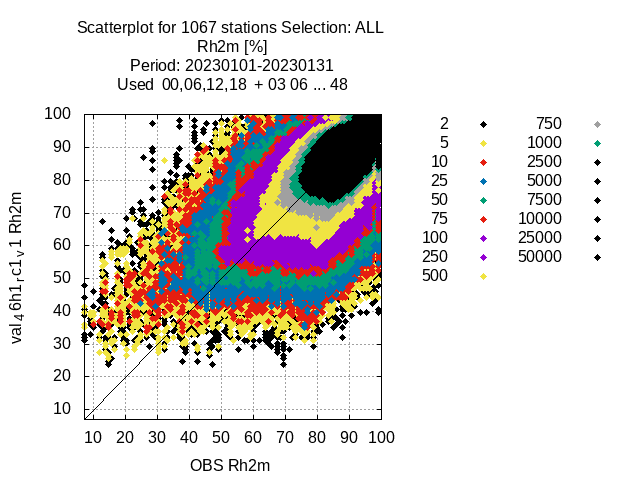 Scatterplot for 1067 stations Selection: ALL
Rh2m [%]
Period: 20230101-20230131
Used 00,06,12,18 + 03 06 ... 48
100
90
80
70
60
50
40
30
20
10
10 20 30 40 50 60 70 80 90 100
OBS Rh2m
val 4 6h1 r c1 v 1 Rh2m
2 750
5 1000
10 2500
25 5000
50 7500
75 10000
100 25000
250 50000
500